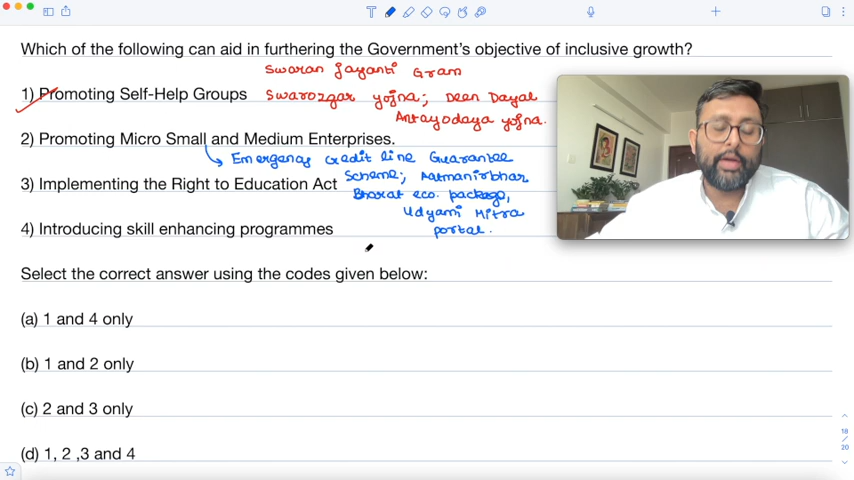 Which of the following can aid in furthering the Government's objective of inclusive growth?
Swaran Jayanti Gram
1) Promoting Self-Help Groups Swarozgar yojna; Deen Dayal
Antayodaya yojna.
2) Promoting Micro Small and Medium Enterprises.
Emergency Credit line Guarantee
3) Implementing the Right to Education Act Scheme; Aatmanirbhar
Bharat eco. package,
Udyami Mitra
4) Introducing skill enhancing programmes portal.
Select the correct answer using the codes given below:
(a) 1 and 4 only
(b) 1 and 2 only
(c) 2 and 3 only
(d) 1, 2 ,3 and 4
18
/
20